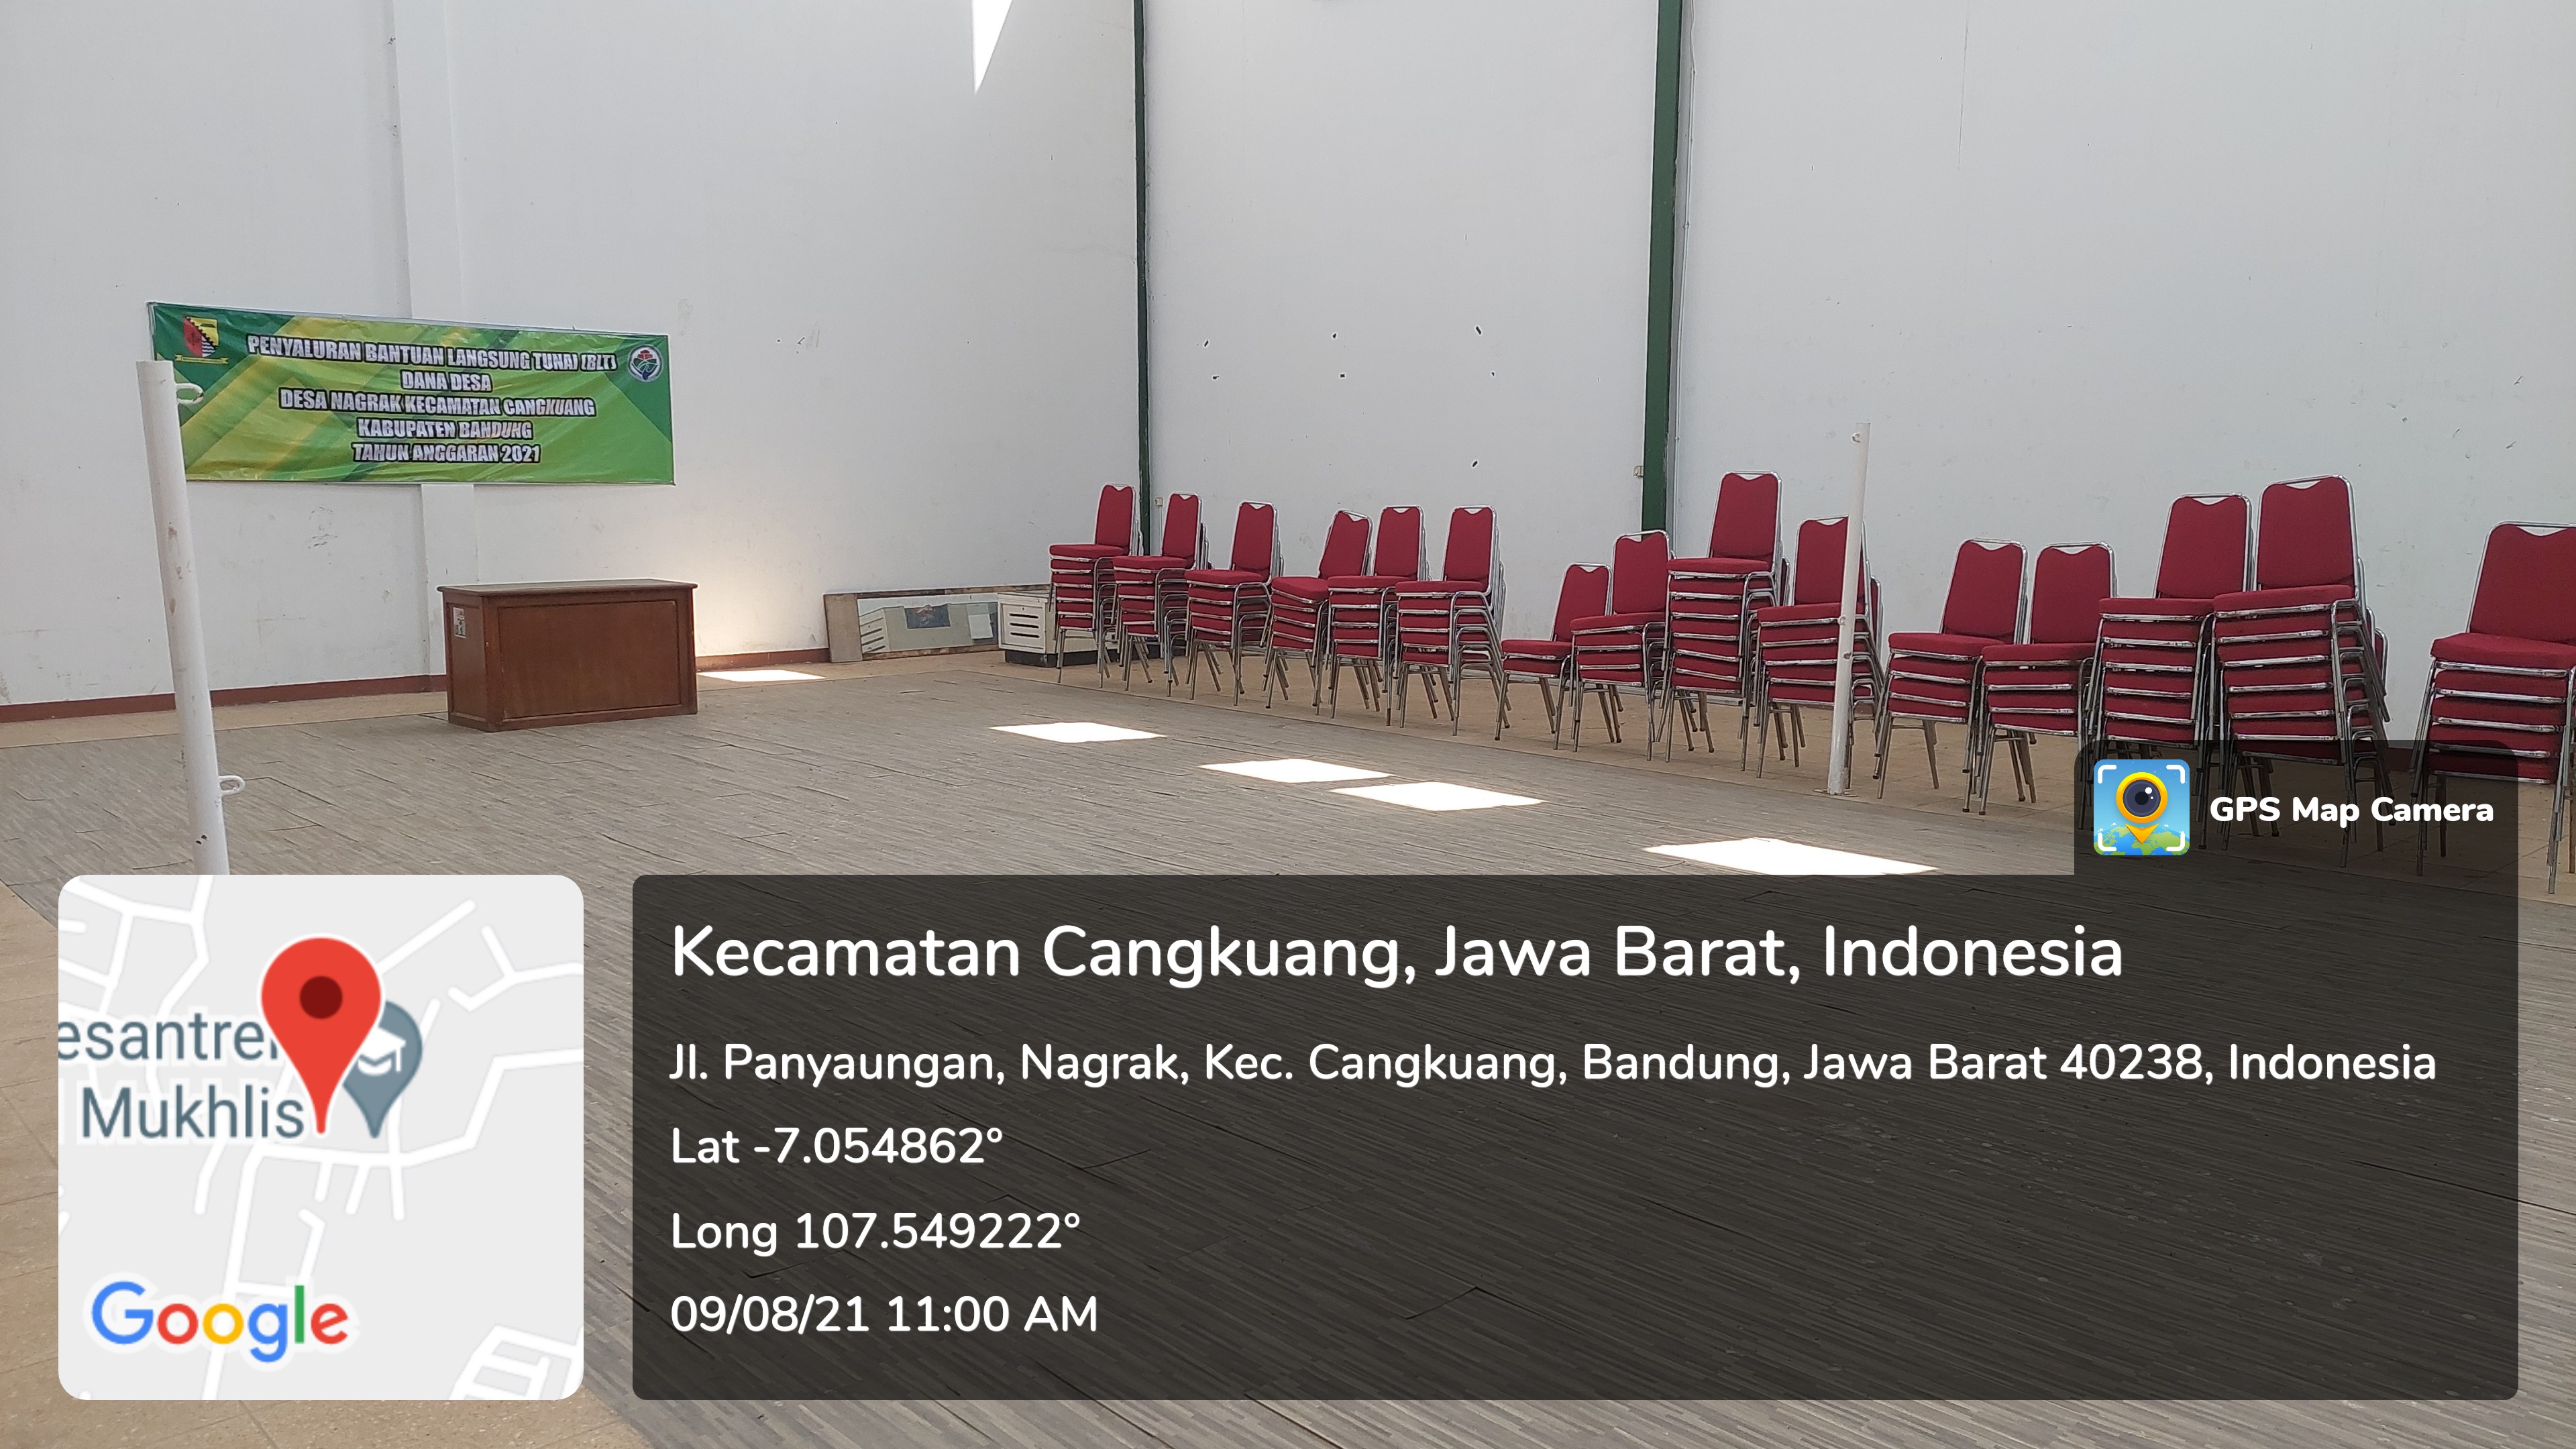 PENYALURAN BANTUAN LANGSUNG TUNAI (BLT)
DANA DESA
DESA NAGRAK KECAMATAN CANGKUANG
KABUPATEN BANDUNG
TAHUN ANGGARAN 2021
GPS Map Camera
Kecamatan Cangkuang, Jawa Barat, Indonesia
Jl. Panyaungan, Nagrak, Kec. Cangkuang, Bandung, Jawa Barat 40238, Indonesia
Lat -7.054862°
Long 107.549222°
09/08/21 11:00 AM
esantre
Mukhlis
Google